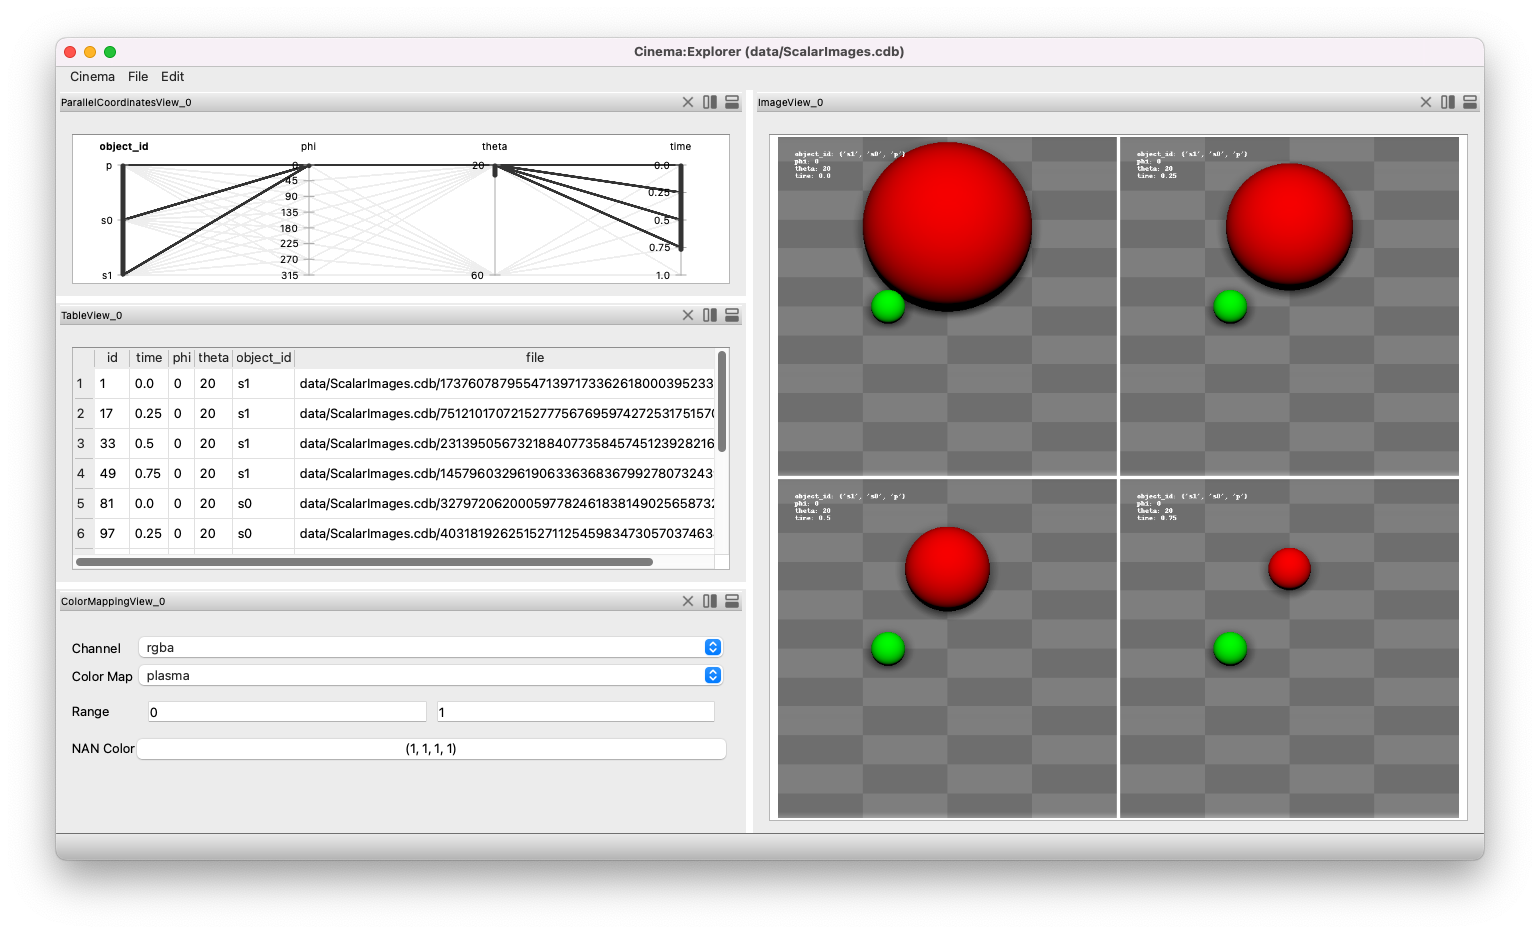 Cinema:Explorer (data/ScalarImages.cdb)
Cinema File Edit
ParallelCoordinatesView_0
object_id phi theta time
p 0 20 0.0
45
0.25
90
135
s0 180 0.5
225
0.75
270
s1 315 60 1.0
TableView_0
id time phi theta object_id file
1 1 0.0 0 20 s1 data/ScalarImages.cdb/173760787955471397173362618000395233
2 17 0.25 0 20 s1 data/ScalarImages.cdb/75121017072152777567695974272531751570
3 33 0.5 0 20 s1 data/ScalarImages.cdb/231395056732188407735845745123928216
4 49 0.75 0 20 s1 data/ScalarImages.cdb/14579603296190633636836799278073243
5 81 0.0 0 20 s0 data/ScalarImages.cdb/327972062000597782461838149025658732
6 97 0.25 0 20 s0 data/ScalarImages.cdb/403181926251527112545983473057037463
ColorMappingView_0
Channel rgba
Color Map plasma
Range 0 1
NAN Color (1, 1, 1, 1)
ImageView_0
object_id: ('s1', 's0', 'p')
phi: 0
theta: 20
time: 0.0
object_id: ('s1', 's0', 'p')
phi: 0
theta: 20
time: 0.25
object_id: ('s1', 's0', 'p')
phi: 0
theta: 20
time: 0.5
object_id: ('s1', 's0', 'p')
phi: 0
theta: 20
time: 0.75